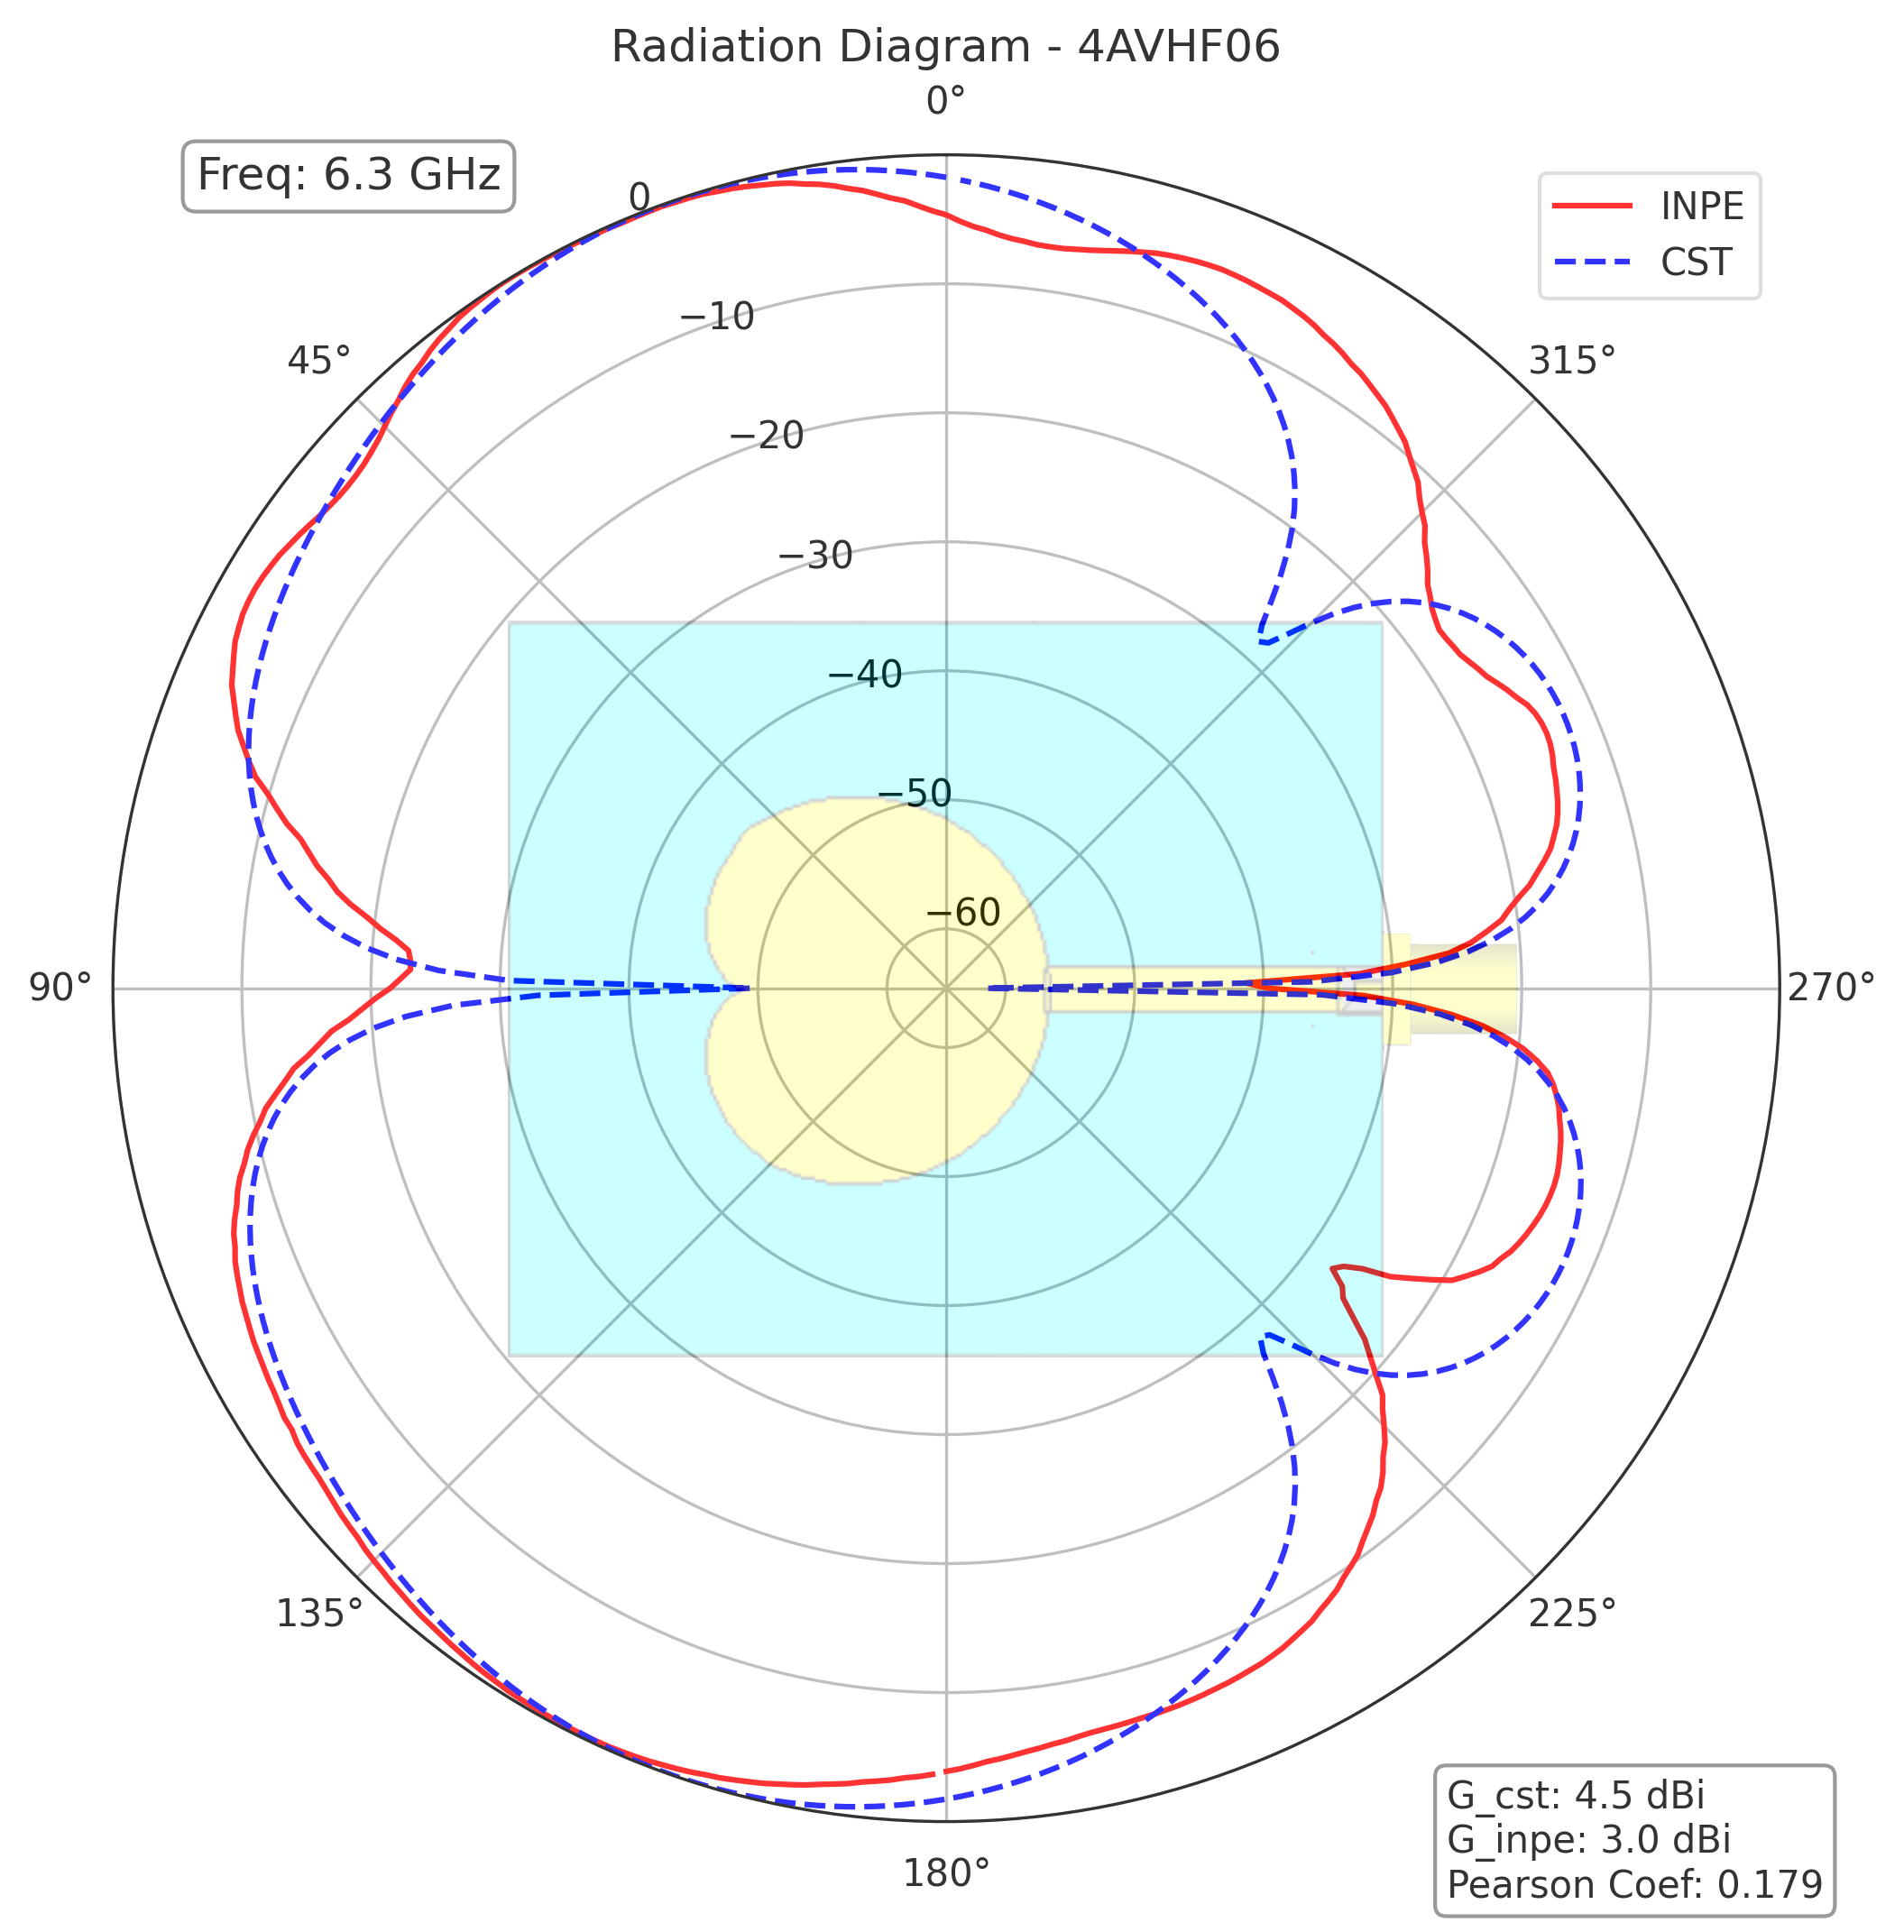 Radiation Diagram - 4AVHF06
0°
Freq: 6.3 GHz
INPE
CST
0
−10
−20
−30
−40
−50
−60
45°
315°
90°
270°
135°
225°
180°
G_cst: 4.5 dBi
G_inpe: 3.0 dBi
Pearson Coef: 0.179